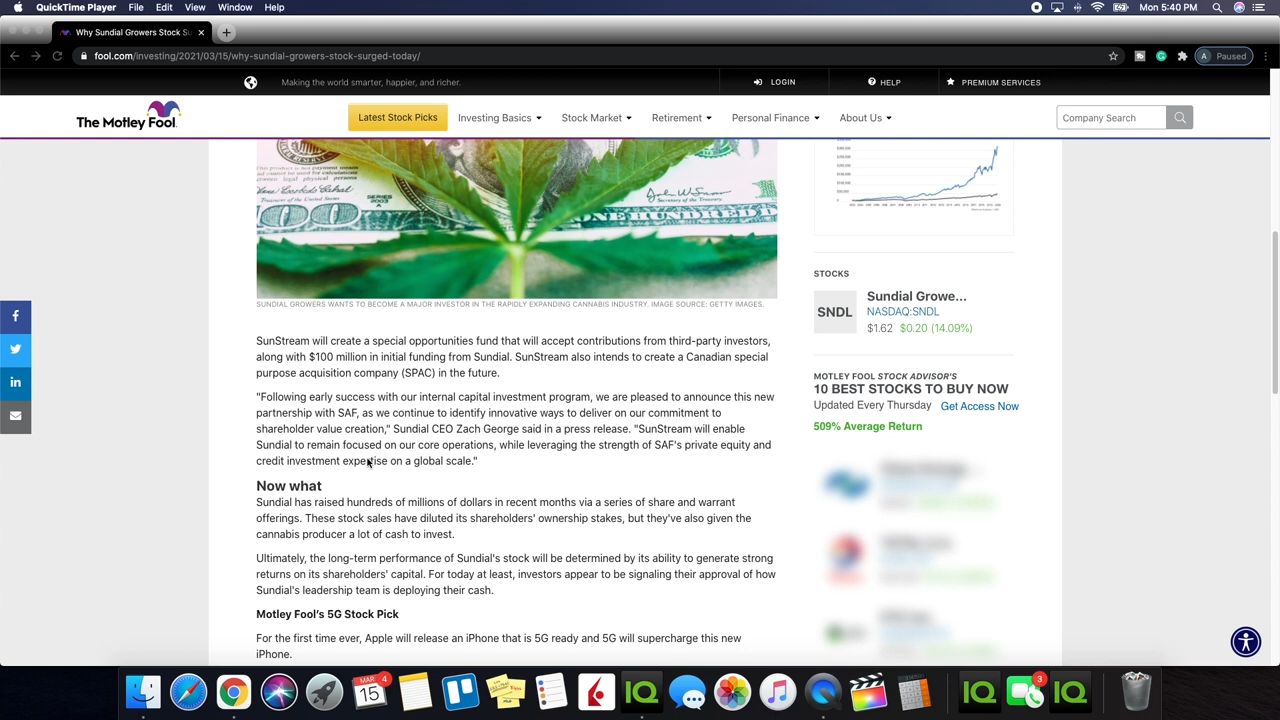 QuickTime Player File Edit View Window Help Mon 5:40 PM
Why Sundial Growers Stock Su
fool.com/investing/2021/03/15/why-sundial-growers-stock-surged-today/
A Paused
Making the world smarter, happier, and richer.
LOGIN
HELP
PREMIUM SERVICES
The Motley Fool.
Latest Stock Picks
Investing Basics
Stock Market
Retirement
Personal Finance
About Us
Company Search
SERIES
ONE HUNDRED
Secretary of the Treasury.
SUNDIAL GROWERS WANTS TO BECOME A MAJOR INVESTOR IN THE RAPIDLY EXPANDING CANNABIS INDUSTRY. IMAGE SOURCE: GETTY IMAGES.
SunStream will create a special opportunities fund that will accept contributions from third-party investors,
along with $100 million in initial funding from Sundial. SunStream also intends to create a Canadian special
purpose acquisition company (SPAC) in the future.
"Following early success with our internal capital investment program, we are pleased to announce this new
partnership with SAF, as we continue to identify innovative ways to deliver on our commitment to
shareholder value creation," Sundial CEO Zach George said in a press release. "SunStream will enable
Sundial to remain focused on our core operations, while leveraging the strength of SAF's private equity and
credit investment expertise on a global scale."
Now what
Sundial has raised hundreds of millions of dollars in recent months via a series of share and warrant
offerings. These stock sales have diluted its shareholders' ownership stakes, but they've also given the
cannabis producer a lot of cash to invest.
Ultimately, the long-term performance of Sundial's stock will be determined by its ability to generate strong
returns on its shareholders' capital. For today at least, investors appear to be signaling their approval of how
Sundial's leadership team is deploying their cash.
Motley Fool's 5G Stock Pick
For the first time ever, Apple will release an iPhone that is 5G ready and 5G will supercharge this new
iPhone.
STOCKS
SNDL
Sundial Growe...
NASDAQ:SNDL
$1.62 $0.20 (14.09%)
MOTLEY FOOL STOCK ADVISOR'S
10 BEST STOCKS TO BUY NOW
Updated Every Thursday Get Access Now
509% Average Return
MAR 4
15
IQ
IQ
3
IQ